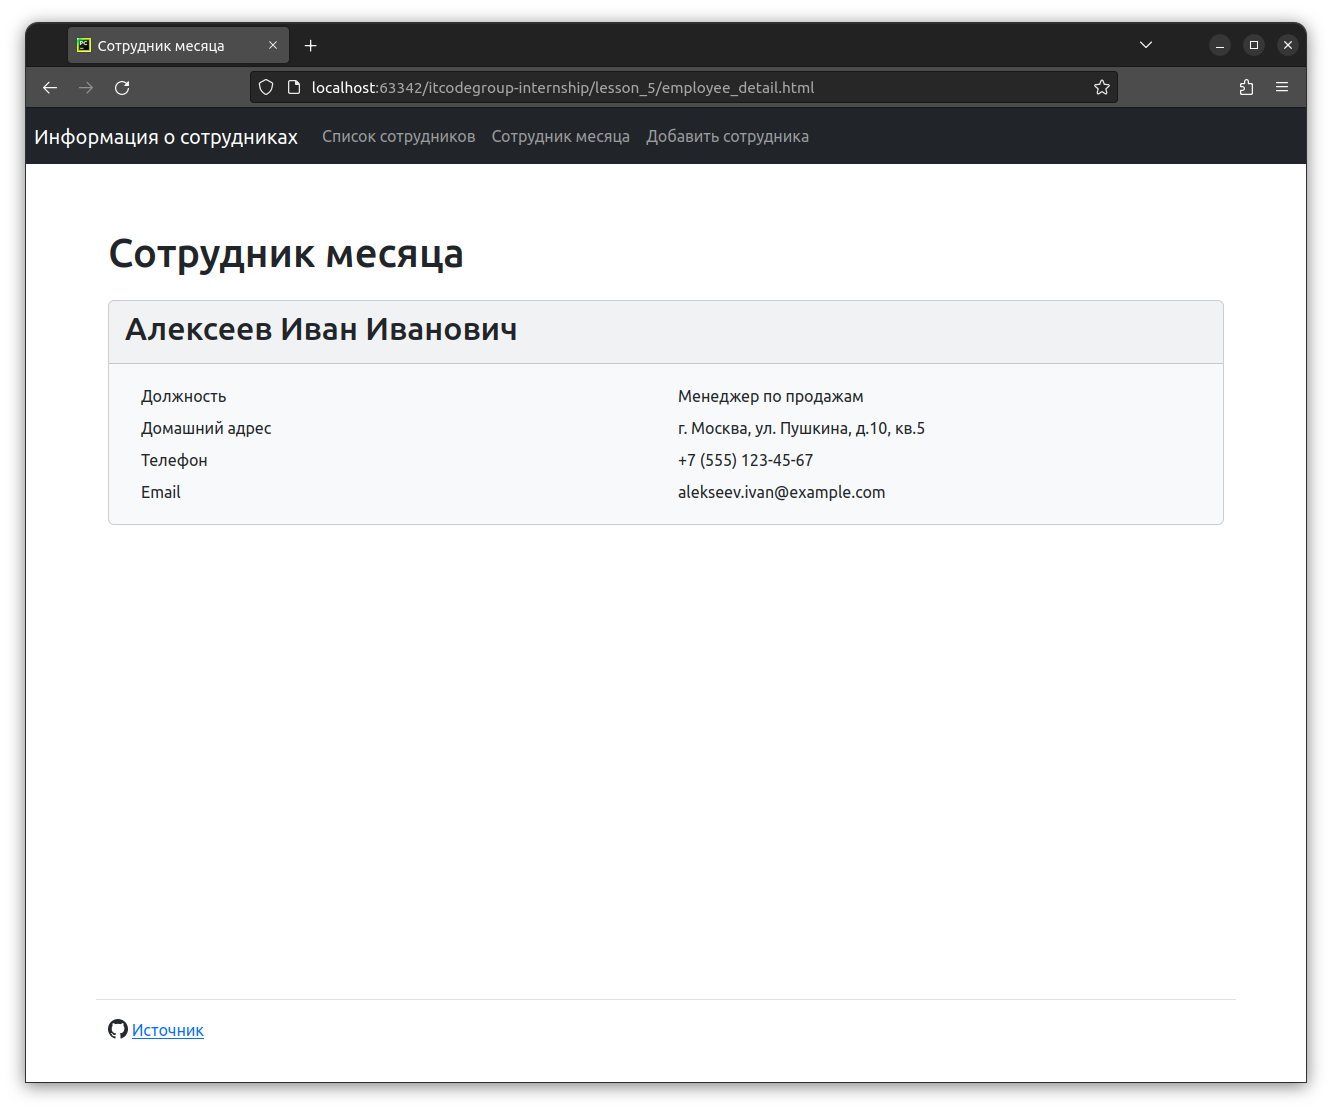 Сотрудник месяца
localhost:63342/itcodegroup-internship/lesson_5/employee_detail.html
Информация о сотрудниках Список сотрудников Сотрудник месяца Добавить сотрудника
Сотрудник месяца
Алексеев Иван Иванович
Должность Менеджер по продажам
Домашний адрес г. Москва, ул. Пушкина, д.10, кв.5
Телефон +7 (555) 123-45-67
Email alekseev.ivan@example.com
Источник